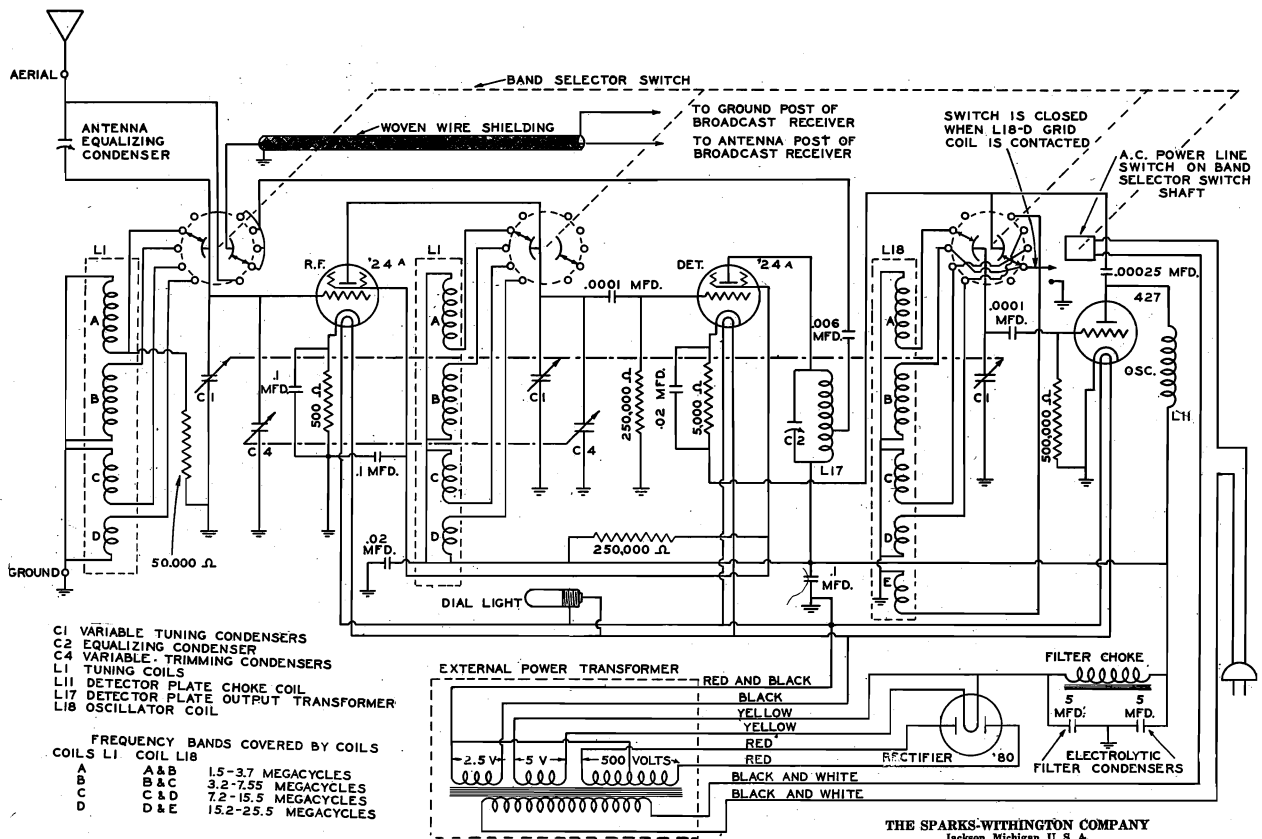 AERIAL
ANTENNA
EQUALIZING
CONDENSER
BAND SELECTOR SWITCH
WOVEN WIRE SHIELDING
TO GROUND POST OF
BROADCAST RECEIVER
TO ANTENNA POST OF
BROADCAST RECEIVER
SWITCH IS CLOSED
WHEN L18-D GRID
COIL IS CONTACTED
A.C. POWER LINE
SWITCH ON BAND
SELECTOR SWITCH
SHAFT
L1
A
B
C
D
50.000 Ω
GROUND
C1
C4
R.F.
'24 A
.1
MFD.
500 Ω
.1 MFD.
L1
A
B
C
D
.02
MFD.
C1
C4
.0001 MFD.
250,000 Ω
250,000 Ω
DET.
'24 A
.02 MFD.
5,000 Ω
.006
MFD.
C2
L17
.1
MFD.
L18
A
B
C
D
E
C1
.0001
MFD.
.00025 MFD.
427
OSC.
500,000 Ω
L11
DIAL LIGHT
C1 VARIABLE TUNING CONDENSERS
C2 EQUALIZING CONDENSER
C4 VARIABLE. TRIMMING CONDENSERS
L1 TUNING COILS
L11 DETECTOR PLATE CHOKE COIL
L17 DETECTOR PLATE OUTPUT TRANSFORMER
L18 OSCILLATOR COIL
FREQUENCY BANDS COVERED BY COILS
COILS L1 COIL L18
A A&B 1.5-3.7 MEGACYCLES
B B&C 3.2-7.55 MEGACYCLES
C C&D 7.2-15.5 MEGACYCLES
D D&E 15.2-25.5 MEGACYCLES
EXTERNAL POWER TRANSFORMER
RED AND BLACK
BLACK
YELLOW
YELLOW
RED
RED
BLACK AND WHITE
BLACK AND WHITE
2.5 V
5 V
500 VOLTS
RECTIFIER '80
FILTER CHOKE
5
MFD.
5
MFD.
ELECTROLYTIC
FILTER CONDENSERS
THE SPARKS-WITHINGTON COMPANY
Jackson, Michigan, U. S. A.